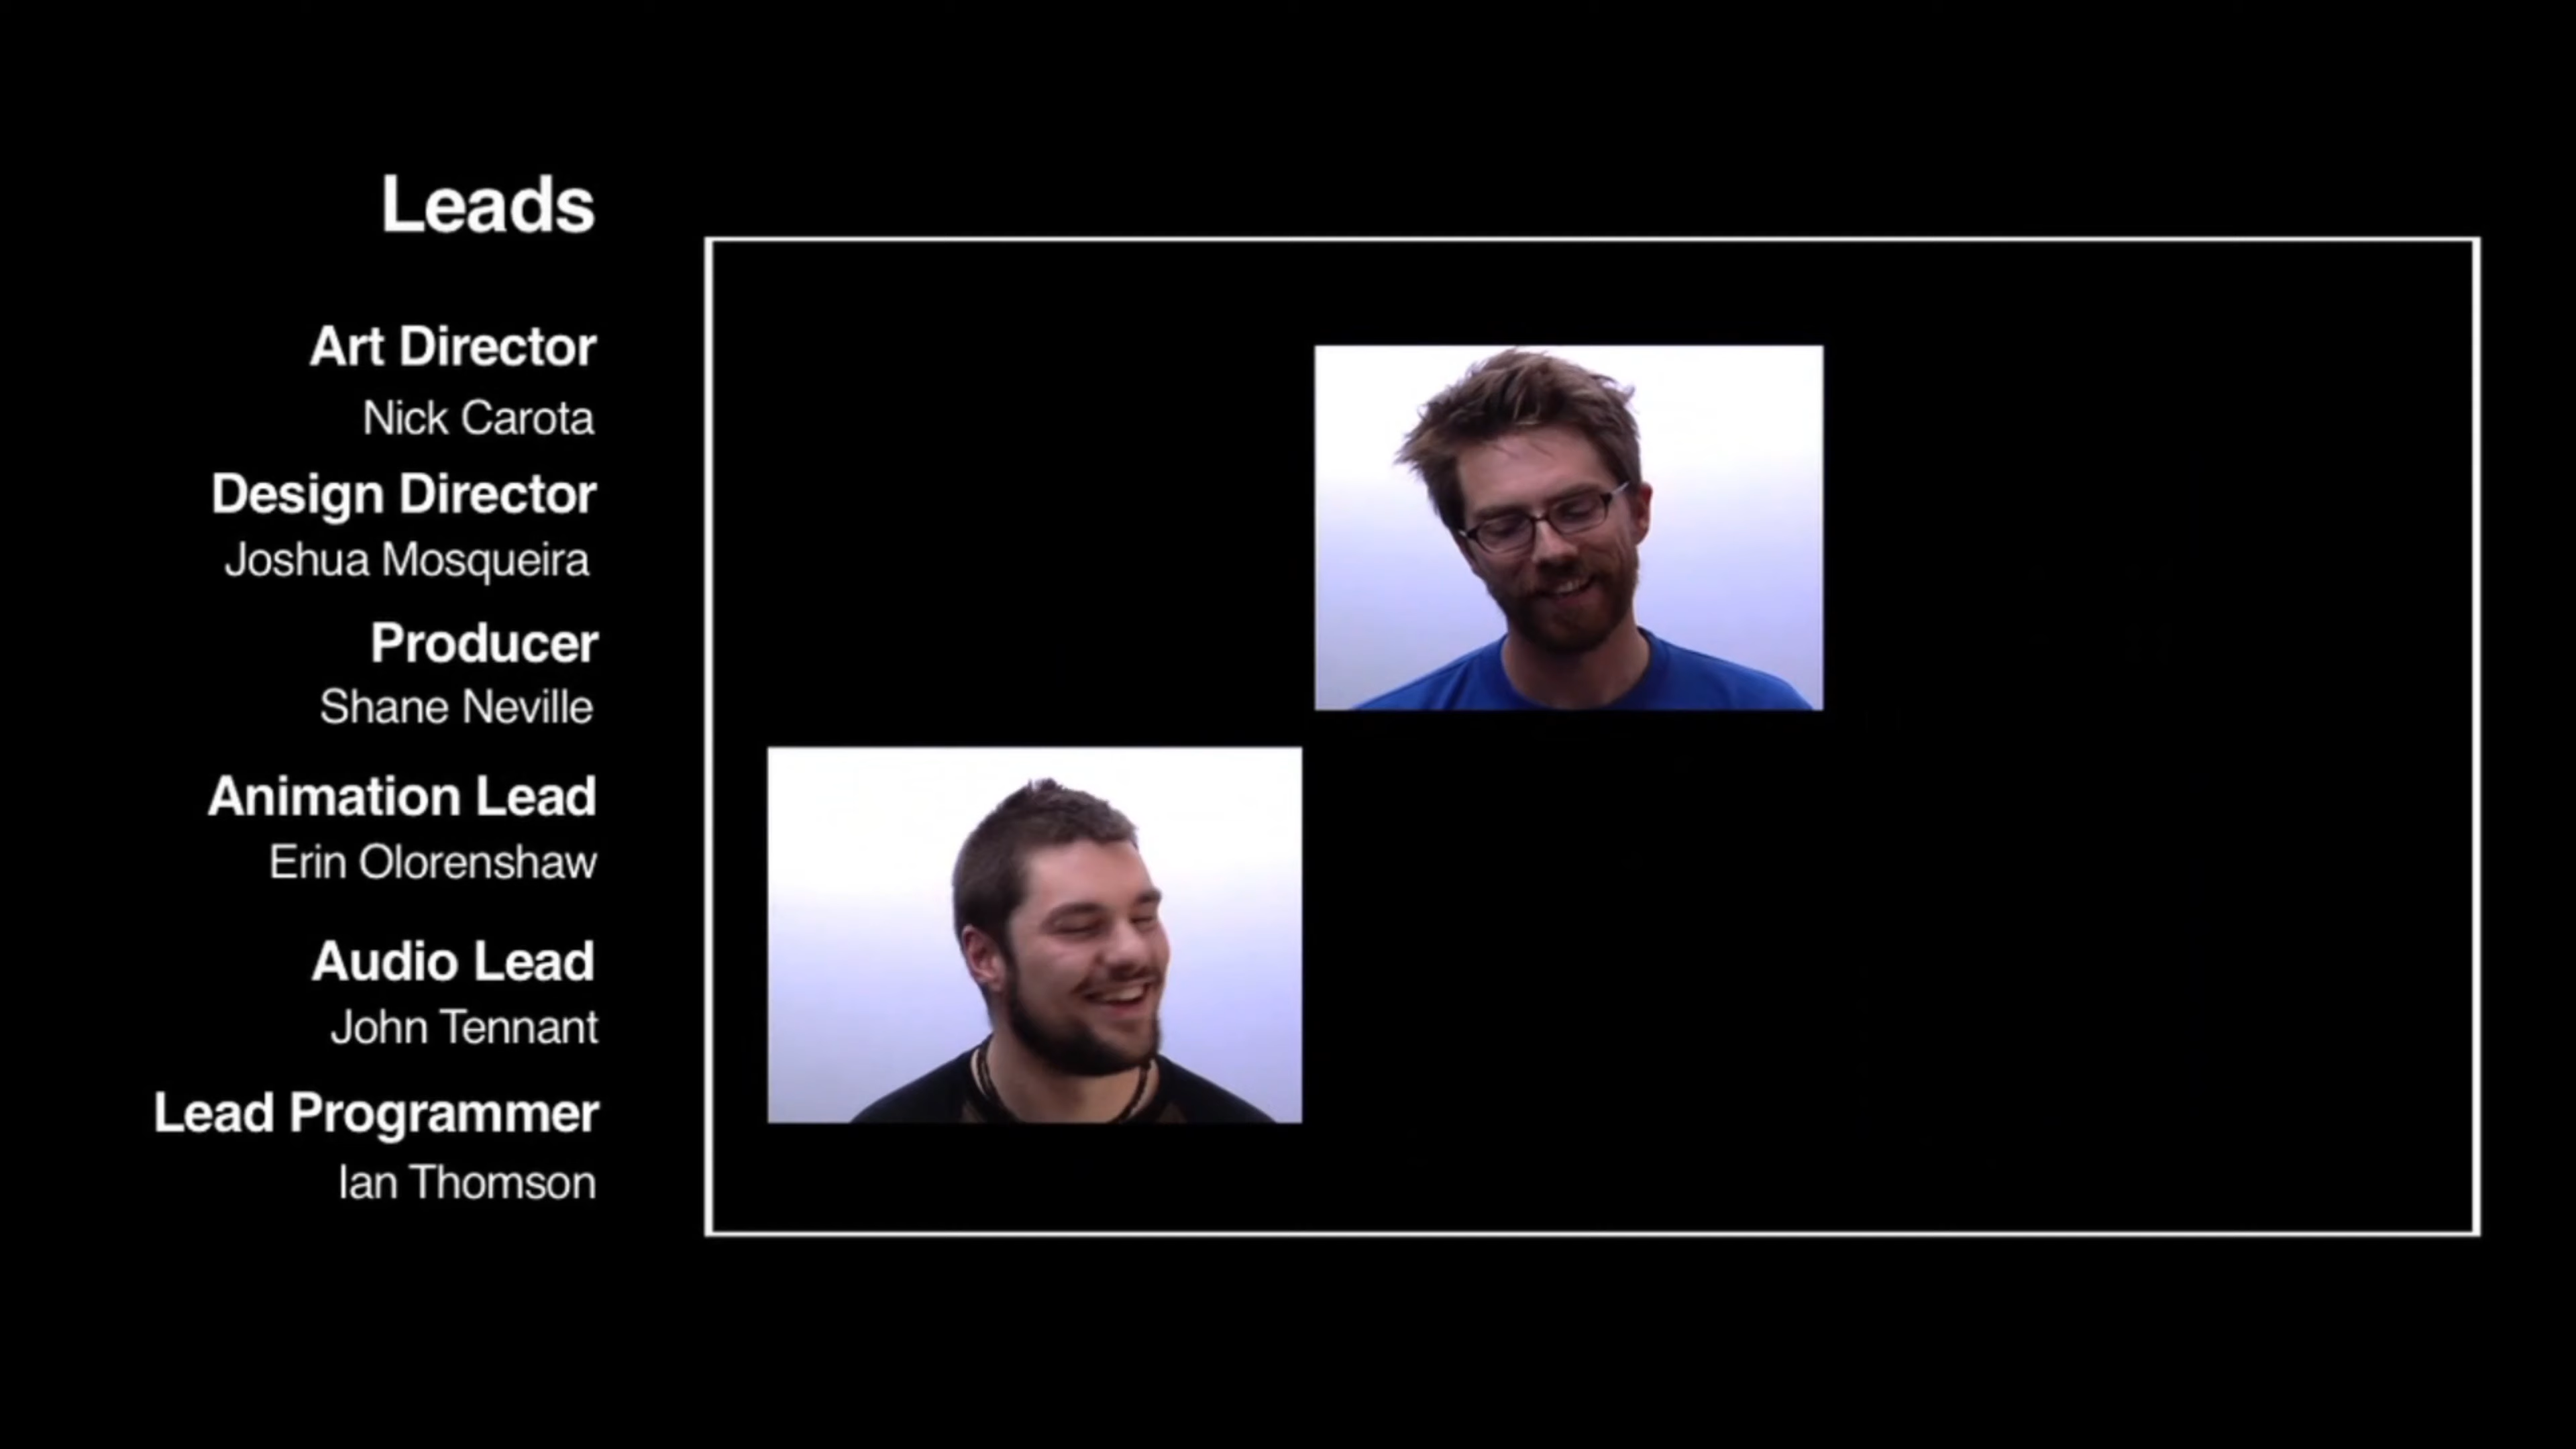 Leads
Art Director
Nick Carota
Design Director
Joshua Mosqueira
Producer
Shane Neville
Animation Lead
Erin Olorenshaw
Audio Lead
John Tennant
Lead Programmer
Ian Thomson